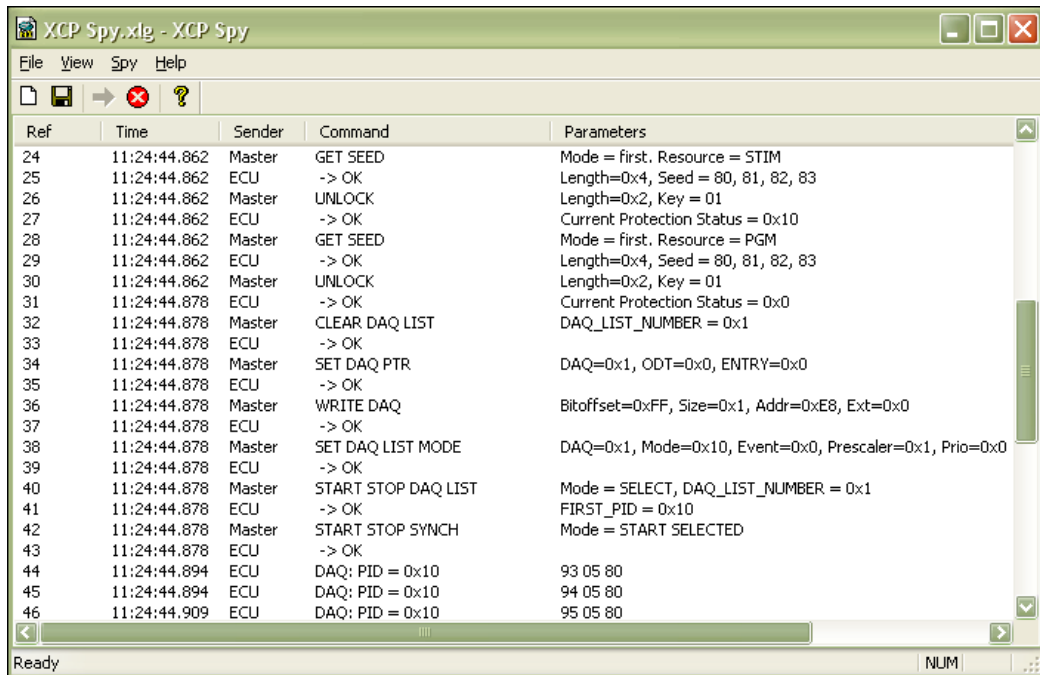 XCP Spy.xlg - XCP Spy
File View Spy Help
Ref Time Sender Command Parameters
24 11:24:44.862 Master GET SEED Mode = first. Resource = STIM
25 11:24:44.862 ECU -> OK Length=0x4, Seed = 80, 81, 82, 83
26 11:24:44.862 Master UNLOCK Length=0x2, Key = 01
27 11:24:44.862 ECU -> OK Current Protection Status = 0x10
28 11:24:44.862 Master GET SEED Mode = first. Resource = PGM
29 11:24:44.862 ECU -> OK Length=0x4, Seed = 80, 81, 82, 83
30 11:24:44.862 Master UNLOCK Length=0x2, Key = 01
31 11:24:44.878 ECU -> OK Current Protection Status = 0x0
32 11:24:44.878 Master CLEAR DAQ LIST DAQ_LIST_NUMBER = 0x1
33 11:24:44.878 ECU -> OK
34 11:24:44.878 Master SET DAQ PTR DAQ=0x1, ODT=0x0, ENTRY=0x0
35 11:24:44.878 ECU -> OK
36 11:24:44.878 Master WRITE DAQ Bitoffset=0xFF, Size=0x1, Addr=0xE8, Ext=0x0
37 11:24:44.878 ECU -> OK
38 11:24:44.878 Master SET DAQ LIST MODE DAQ=0x1, Mode=0x10, Event=0x0, Prescaler=0x1, Prio=0x0
39 11:24:44.878 ECU -> OK
40 11:24:44.878 Master START STOP DAQ LIST Mode = SELECT, DAQ_LIST_NUMBER = 0x1
41 11:24:44.878 ECU -> OK FIRST_PID = 0x10
42 11:24:44.878 Master START STOP SYNCH Mode = START SELECTED
43 11:24:44.878 ECU -> OK
44 11:24:44.894 ECU DAQ: PID = 0x10 93 05 80
45 11:24:44.894 ECU DAQ: PID = 0x10 94 05 80
46 11:24:44.909 ECU DAQ: PID = 0x10 95 05 80
Ready NUM